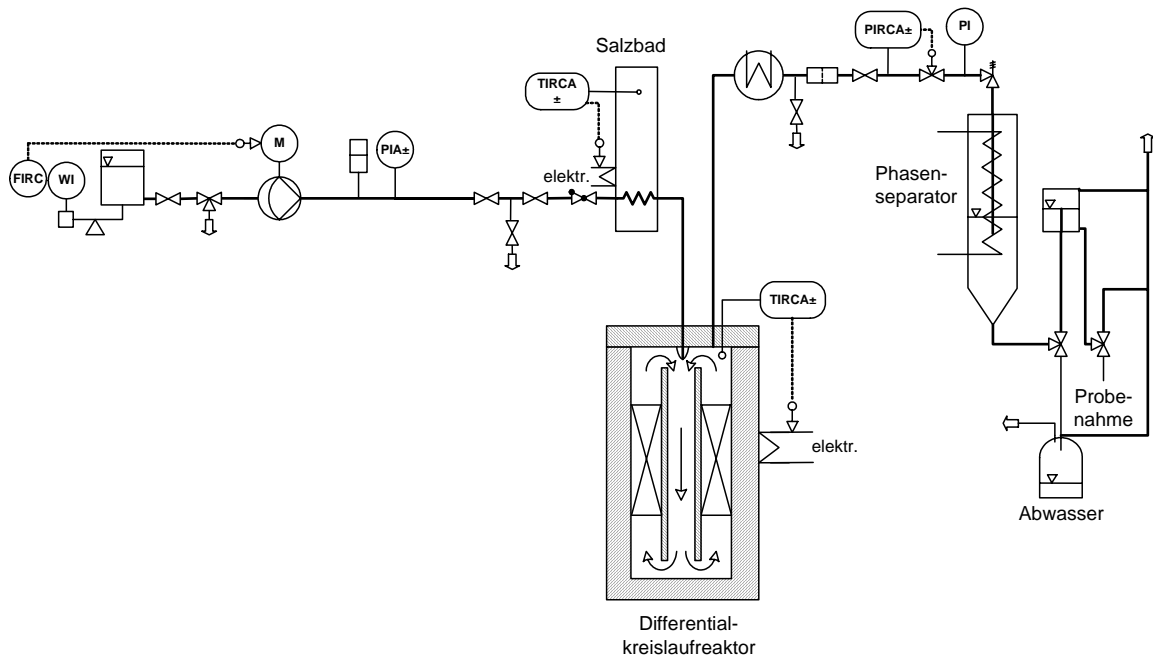 Salzbad
PIRCA±
PI
TIRCA
±
M
FIRC
WI
PIA±
elektr.
Phasen-
separator
TIRCA±
Probe-
nahme
elektr.
Abwasser
Differential-
kreislaufreaktor